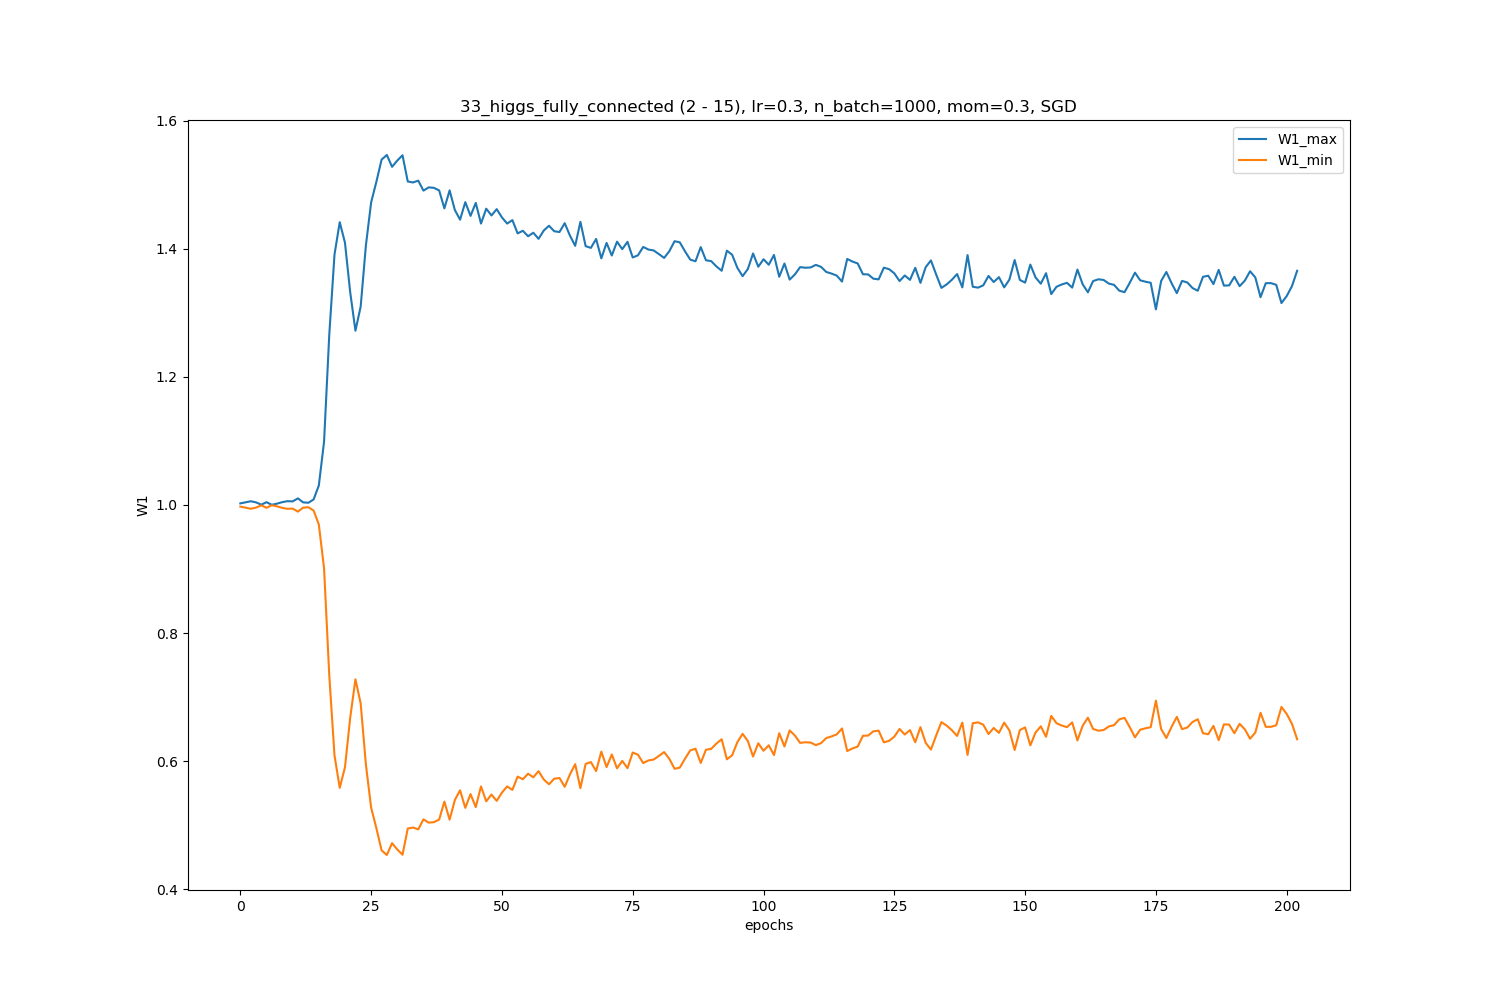 33_higgs_fully_connected (2 - 15), lr=0.3, n_batch=1000, mom=0.3, SGD
W1_max
W1_min
1.6
1.4
1.2
1.0
0.8
0.6
0.4
W1
0 25 50 75 100 125 150 175 200
epochs